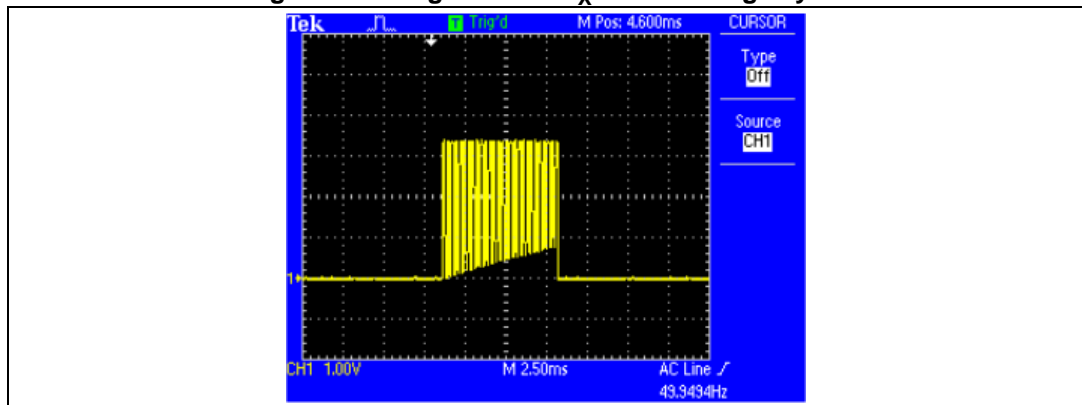 Tek T Trig'd M Pos: 4.600ms CURSOR
Type
Off
Source
CH1
1
CH1 1.00V M 2.50ms AC Line
49.9494Hz